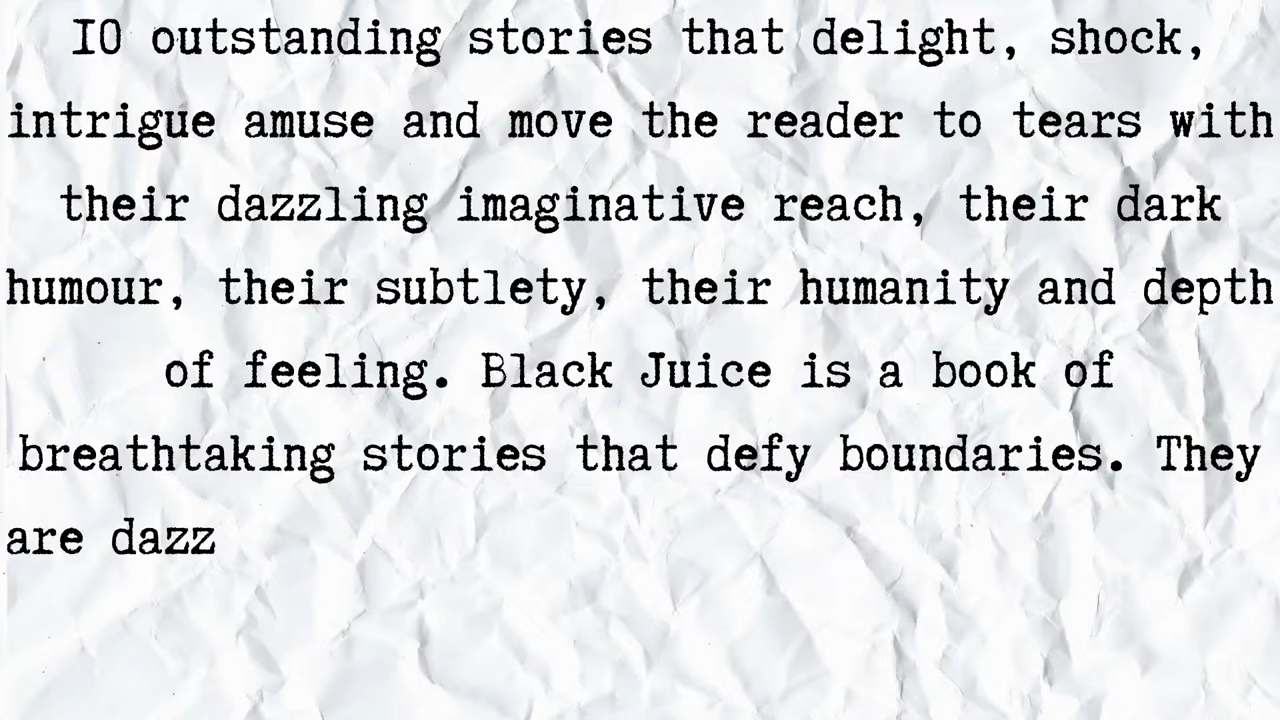 IO outstanding stories that delight, shock,
intrigue amuse and move the reader to tears with
their dazzling imaginative reach, their dark
humour, their subtlety, their humanity and depth
of feeling. Black Juice is a book of
breathtaking stories that defy boundaries. They
are dazz